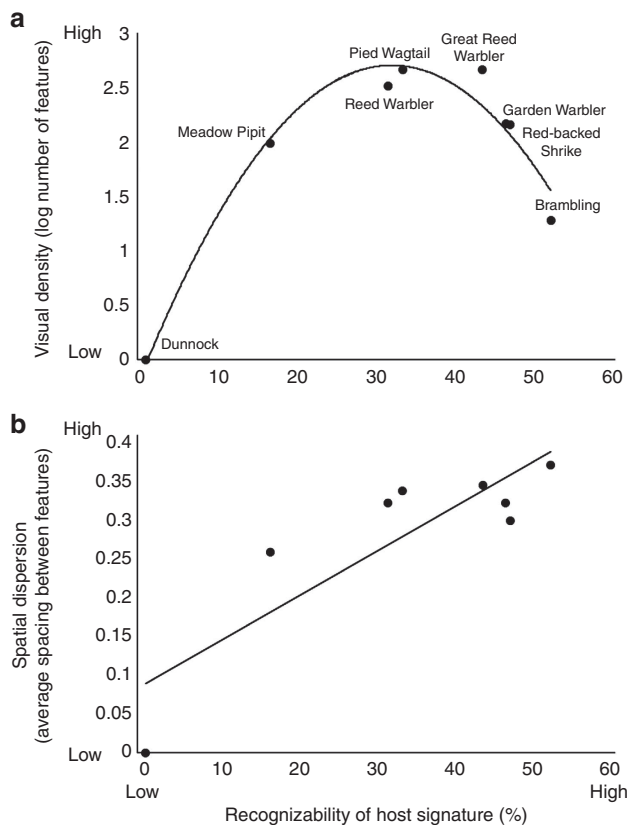 a
High
3
2.5
2
1.5
1
0.5
0
Low
Visual density (log number of features)
Pied Wagtail
Great Reed
Warbler
Reed Warbler
Meadow Pipit
Garden Warbler
Red-backed
Shrike
Brambling
Dunnock
0 10 20 30 40 50 60
b
High
0.4
0.35
0.3
0.25
0.2
0.15
0.1
0.05
0
Low
Spatial dispersion
(average spacing between features)
0 10 20 30 40 50 60
Low High
Recognizability of host signature (%)